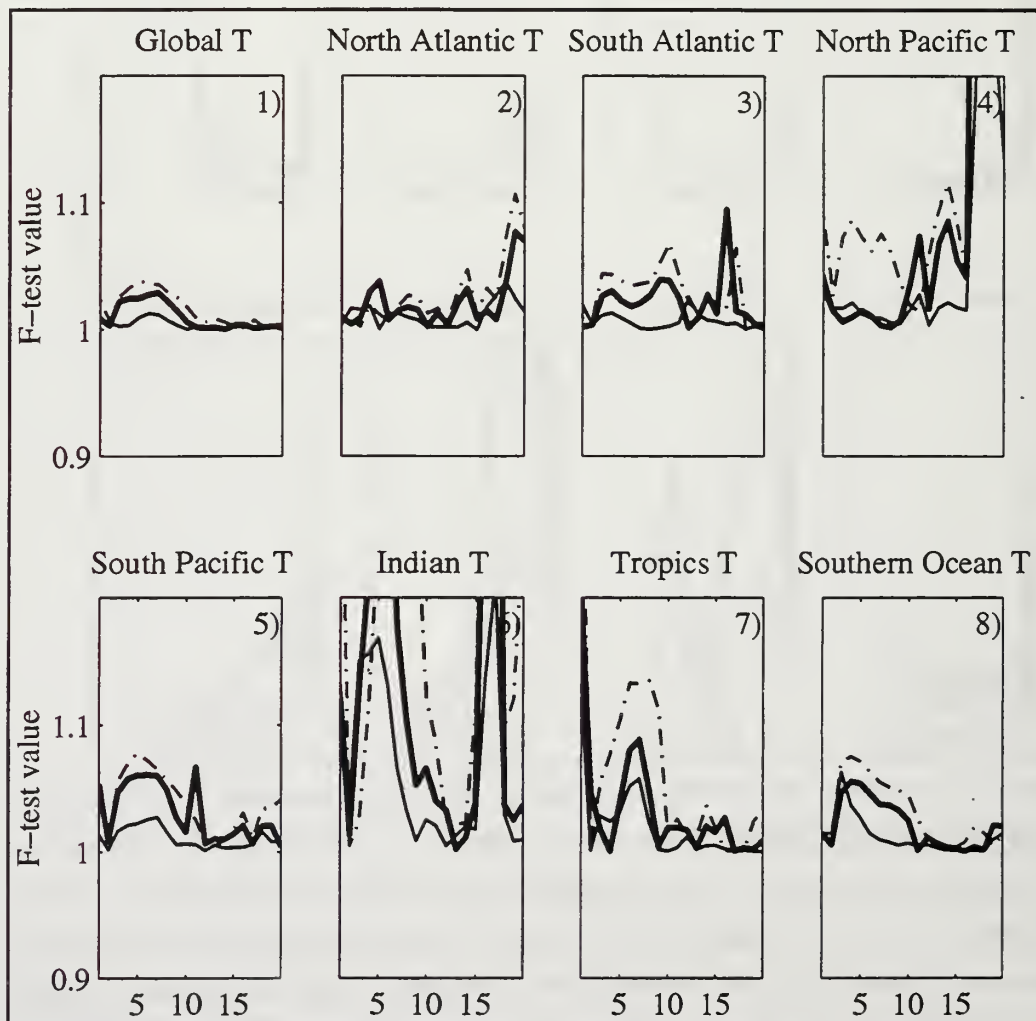 Global T
North Atlantic T
South Atlantic T
North Pacific T
1)
2)
3)
4)
F-test value
1.1
1
0.9
South Pacific T
Indian T
Tropics T
Southern Ocean T
5)
6)
7)
8)
F-test value
1.1
1
0.9
5 10 15
5 10 15
5 10 15
5 10 15